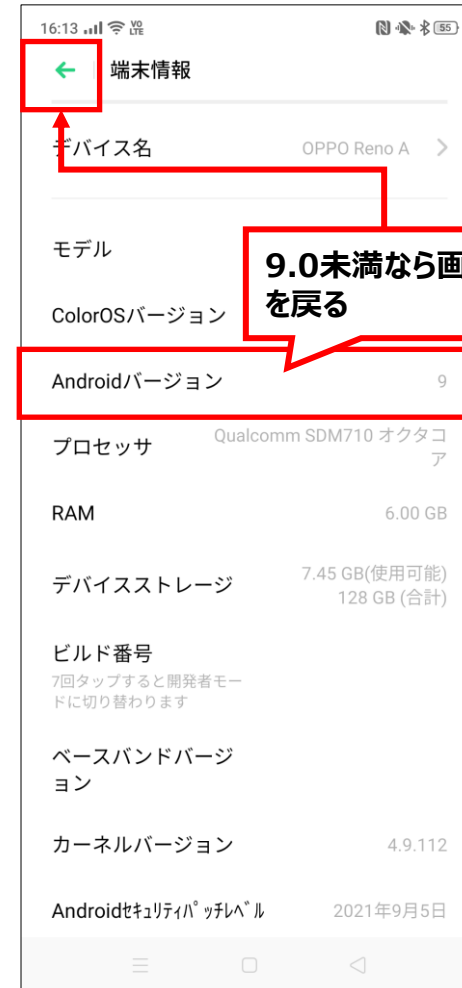 16:13 VoLTE 55
端末情報
デバイス名 OPPO Reno A
モデル
9.0未満なら画
を戻る
ColorOSバージョン
Androidバージョン 9
プロセッサ Qualcomm SDM710 オクタコ
ア
RAM 6.00 GB
デバイスストレージ 7.45 GB(使用可能)
128 GB (合計)
ビルド番号
7回タップすると開発者モー
ドに切り替わります
ベースバンドバージ
ョン
カーネルバージョン 4.9.112
Androidｾｷｭﾘﾃｨﾊﾟｯﾁﾚﾍﾞﾙ 2021年9月5日